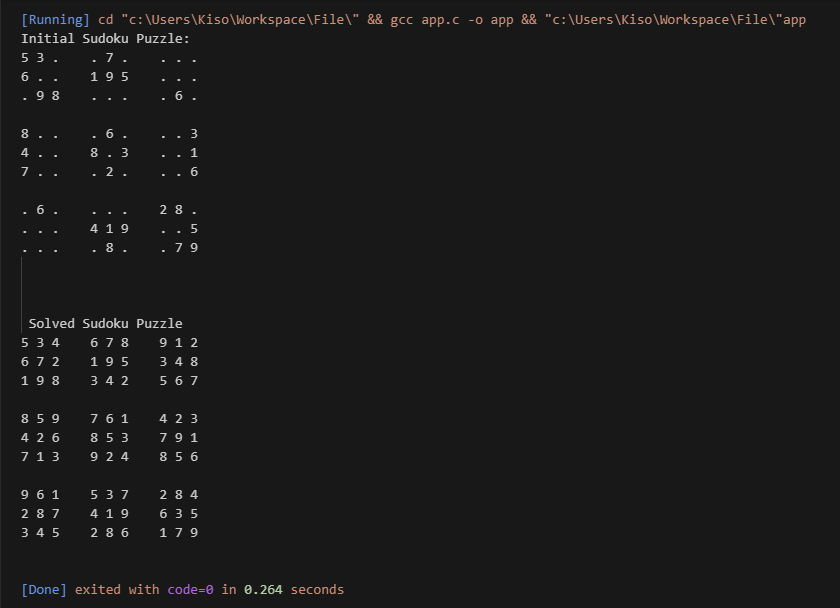 [Running] cd "c:\Users\Kiso\Workspace\File\" && gcc app.c -o app && "c:\Users\Kiso\Workspace\File\"app
Initial Sudoku Puzzle:
5 3 .    . 7 .    . . .
6 . .    1 9 5    . . .
. 9 8    . . .    . 6 .
8 . .    . 6 .    . . 3
4 . .    8 . 3    . . 1
7 . .    . 2 .    . . 6
. 6 .    . . .    2 8 .
. . .    4 1 9    . . 5
. . .    . 8 .    . 7 9
Solved Sudoku Puzzle
5 3 4    6 7 8    9 1 2
6 7 2    1 9 5    3 4 8
1 9 8    3 4 2    5 6 7
8 5 9    7 6 1    4 2 3
4 2 6    8 5 3    7 9 1
7 1 3    9 2 4    8 5 6
9 6 1    5 3 7    2 8 4
2 8 7    4 1 9    6 3 5
3 4 5    2 8 6    1 7 9
[Done] exited with code=0 in 0.264 seconds